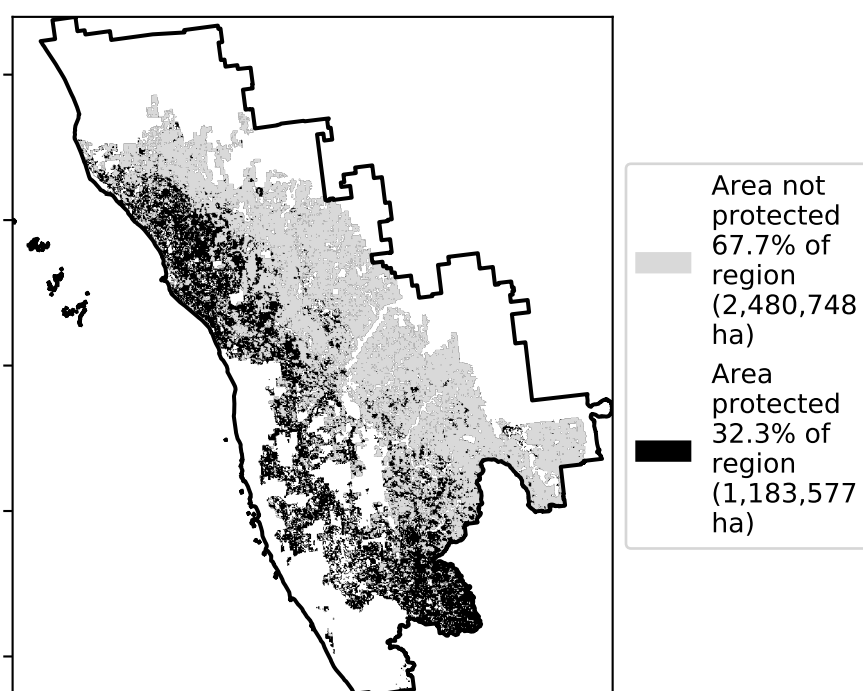 Area not
protected
67.7% of
region
(2,480,748
ha)
Area
protected
32.3% of
region
(1,183,577
ha)